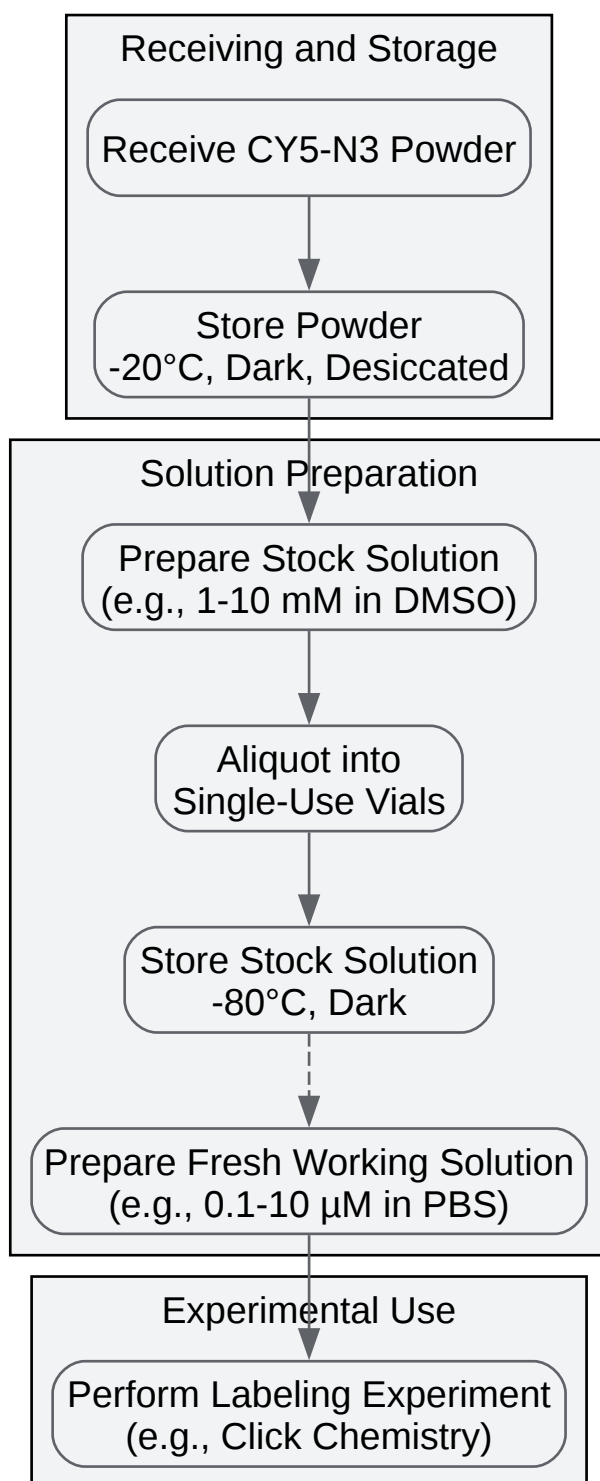 Receiving and Storage
Receive CY5-N3 Powder
Store Powder
-20°C, Dark, Desiccated
Solution Preparation
Prepare Stock Solution
(e.g., 1-10 mM in DMSO)
Aliquot into
Single-Use Vials
Store Stock Solution
-80°C, Dark
Prepare Fresh Working Solution
(e.g., 0.1-10 µM in PBS)
Experimental Use
Perform Labeling Experiment
(e.g., Click Chemistry)